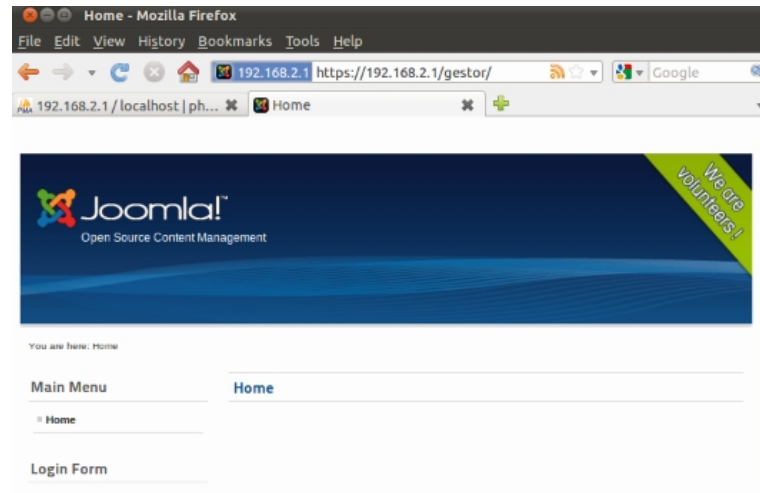 Home - Mozilla Firefox
File Edit View History Bookmarks Tools Help
192.168.2.1 https://192.168.2.1/gestor/ Google
192.168.2.1 / localhost | ph... Home
Joomla!™
Open Source Content Management
We are volunteers!
You are here: Home
Main Menu
Home
Home
Login Form